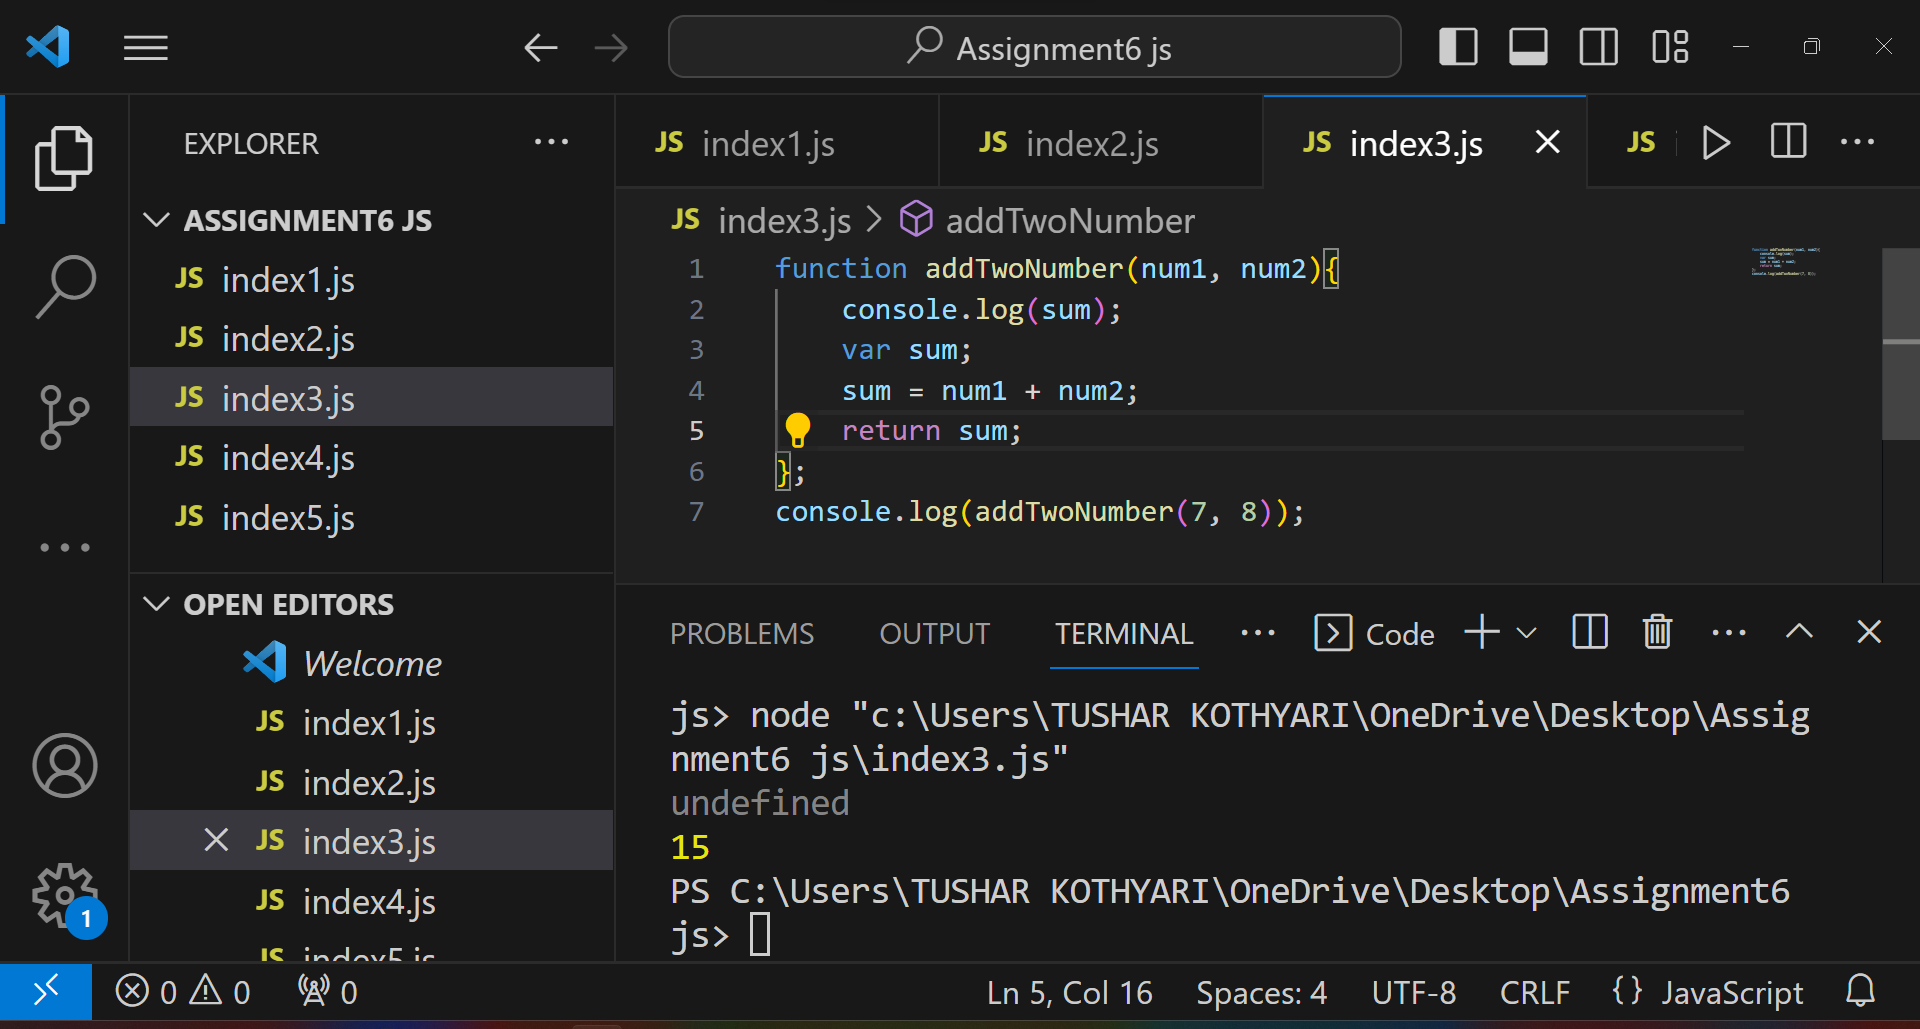 Assignment6 js
EXPLORER
ASSIGNMENT6 JS
JS index1.js
JS index2.js
JS index3.js
JS index4.js
JS index5.js
OPEN EDITORS
Welcome
JS index1.js
JS index2.js
JS index3.js
JS index4.js
JS index5.js
1
JS index1.js
JS index2.js
JS index3.js
JS
JS index3.js > addTwoNumber
1 function addTwoNumber(num1, num2){
2 console.log(sum);
3 var sum;
4 sum = num1 + num2;
5 return sum;
6 };
7 console.log(addTwoNumber(7, 8));
PROBLEMS OUTPUT TERMINAL ... Code
js> node "c:\Users\TUSHAR KOTHYARI\OneDrive\Desktop\Assig
nment6 js\index3.js"
undefined
15
PS C:\Users\TUSHAR KOTHYARI\OneDrive\Desktop\Assignment6
js>
0 0 0 Ln 5, Col 16 Spaces: 4 UTF-8 CRLF {} JavaScript